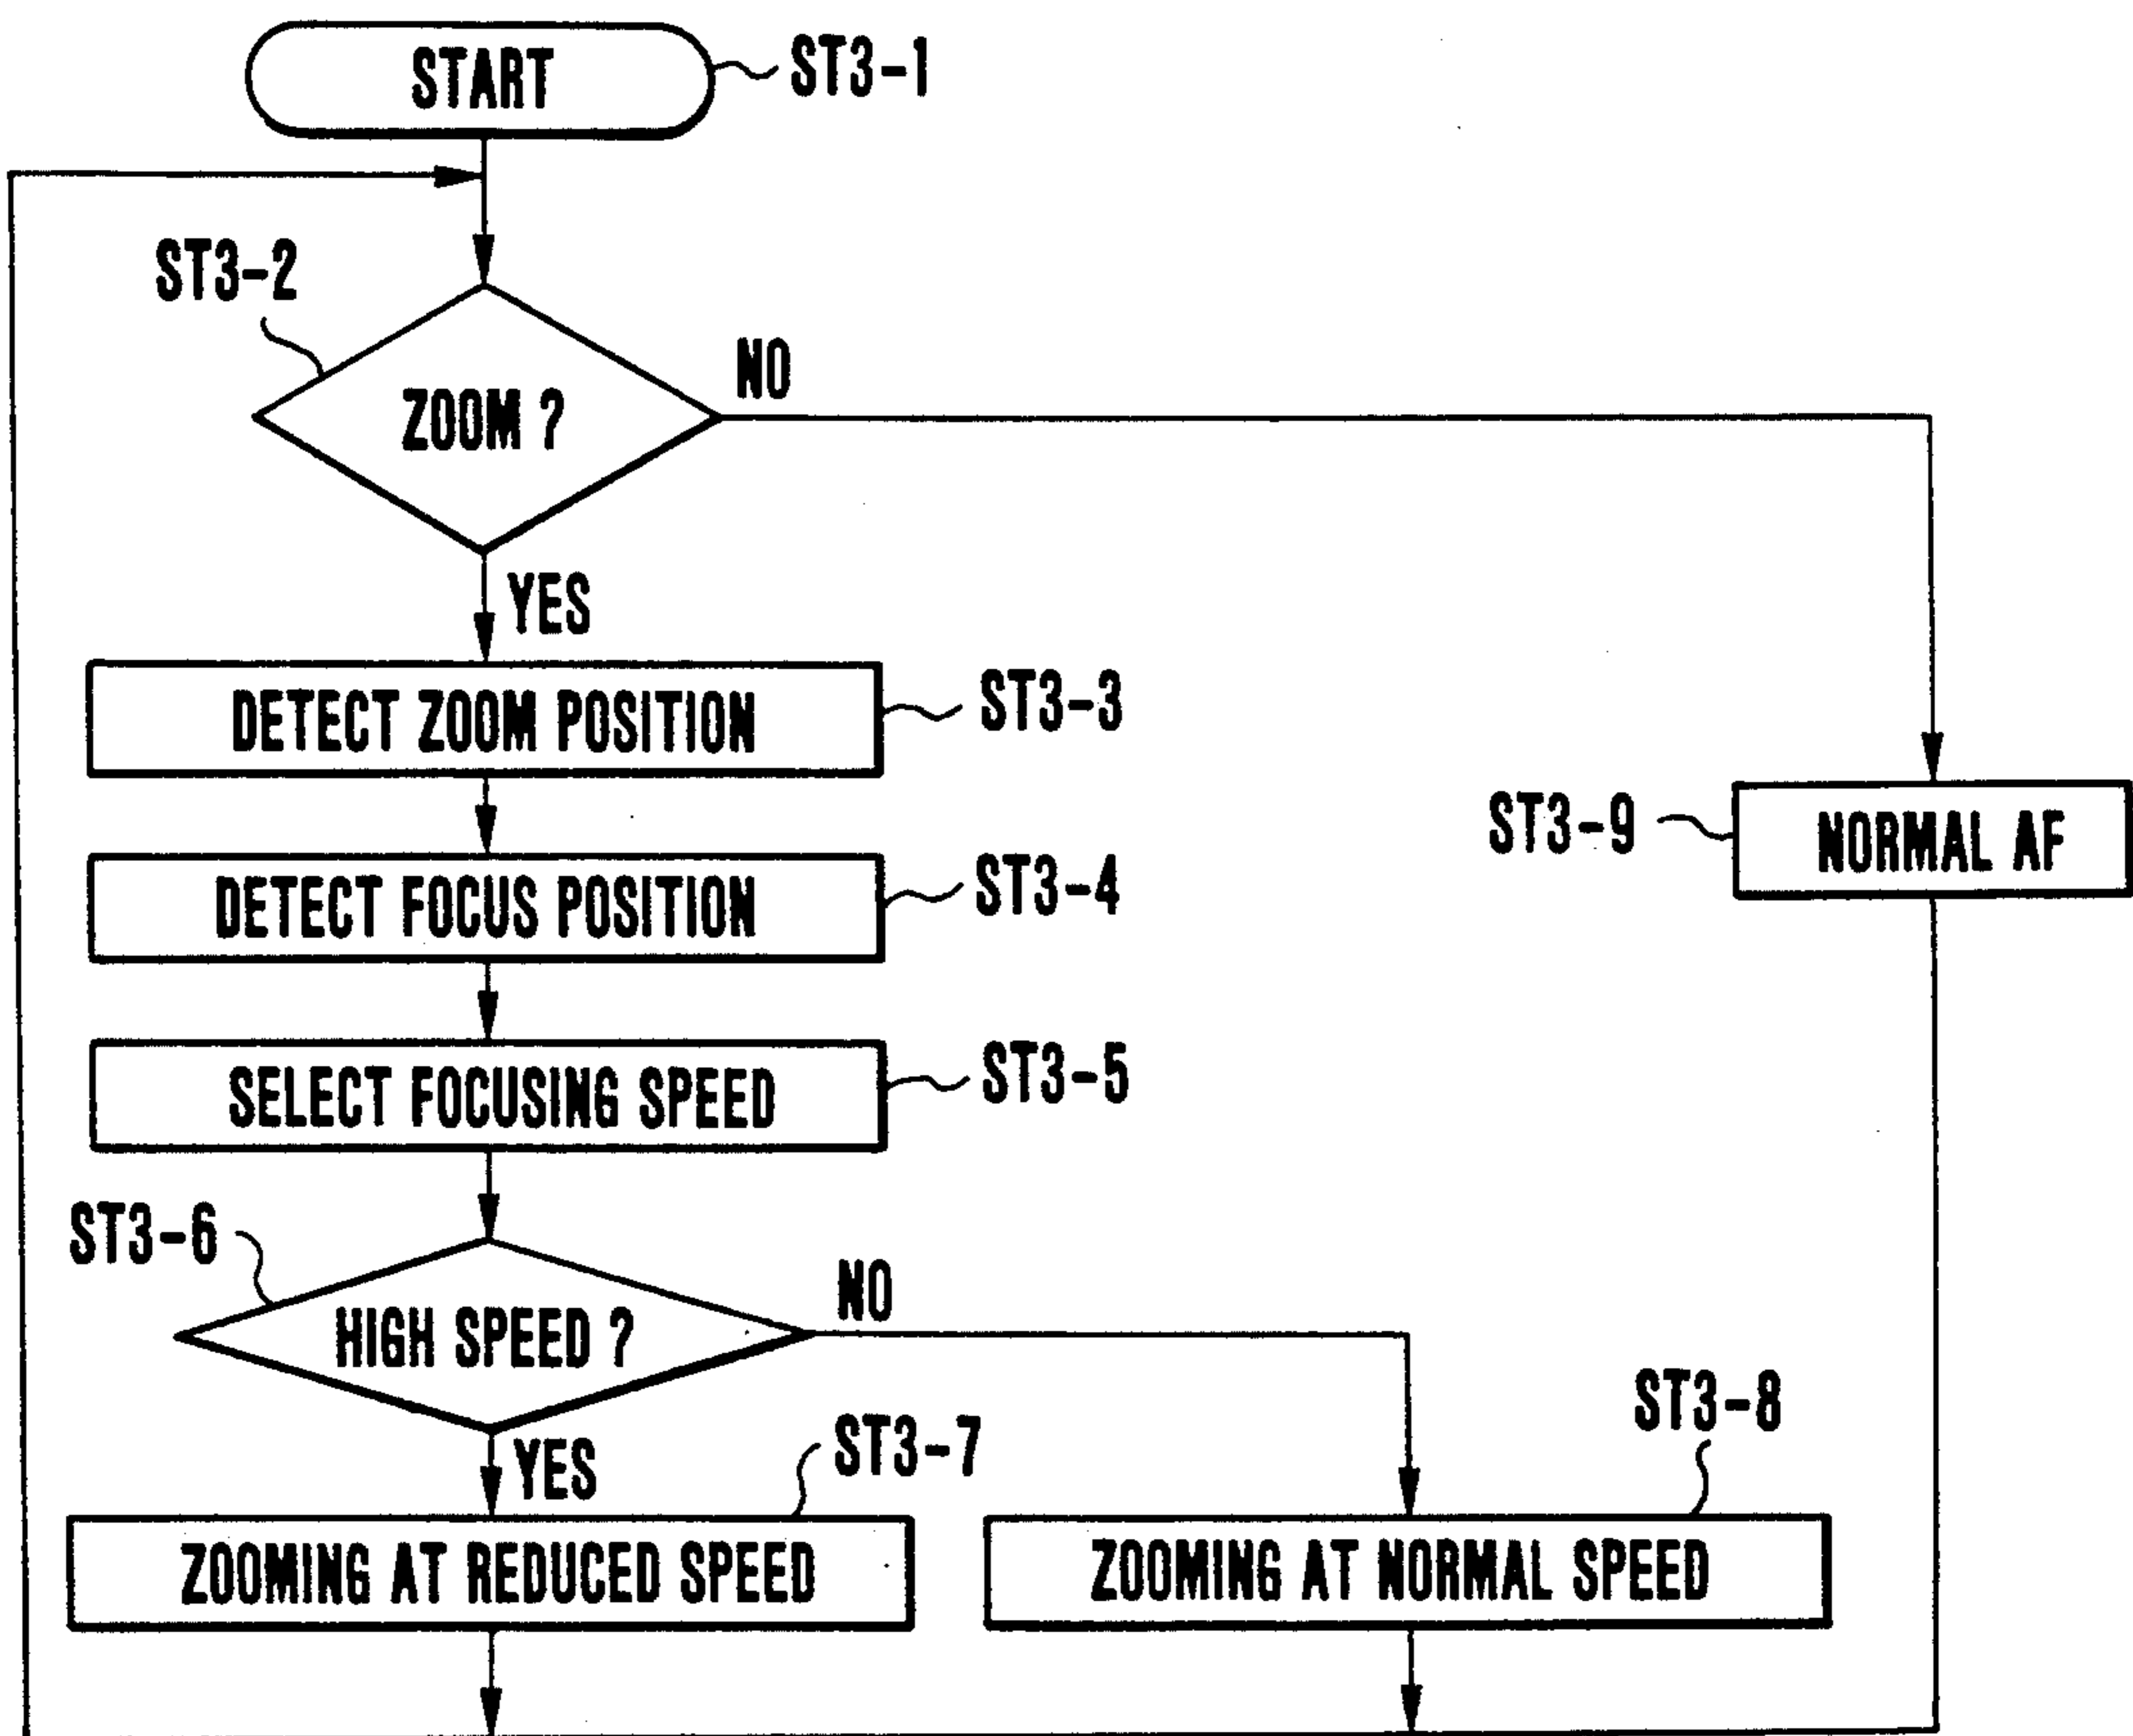 START
ST3-1
ST3-2
ZOOM ?
NO
YES
DETECT ZOOM POSITION
ST3-3
ST3-9
NORMAL AF
DETECT FOCUS POSITION
ST3-4
SELECT FOCUSING SPEED
ST3-5
ST3-6
HIGH SPEED ?
NO
YES
ST3-7
ST3-8
ZOOMING AT REDUCED SPEED
ZOOMING AT NORMAL SPEED